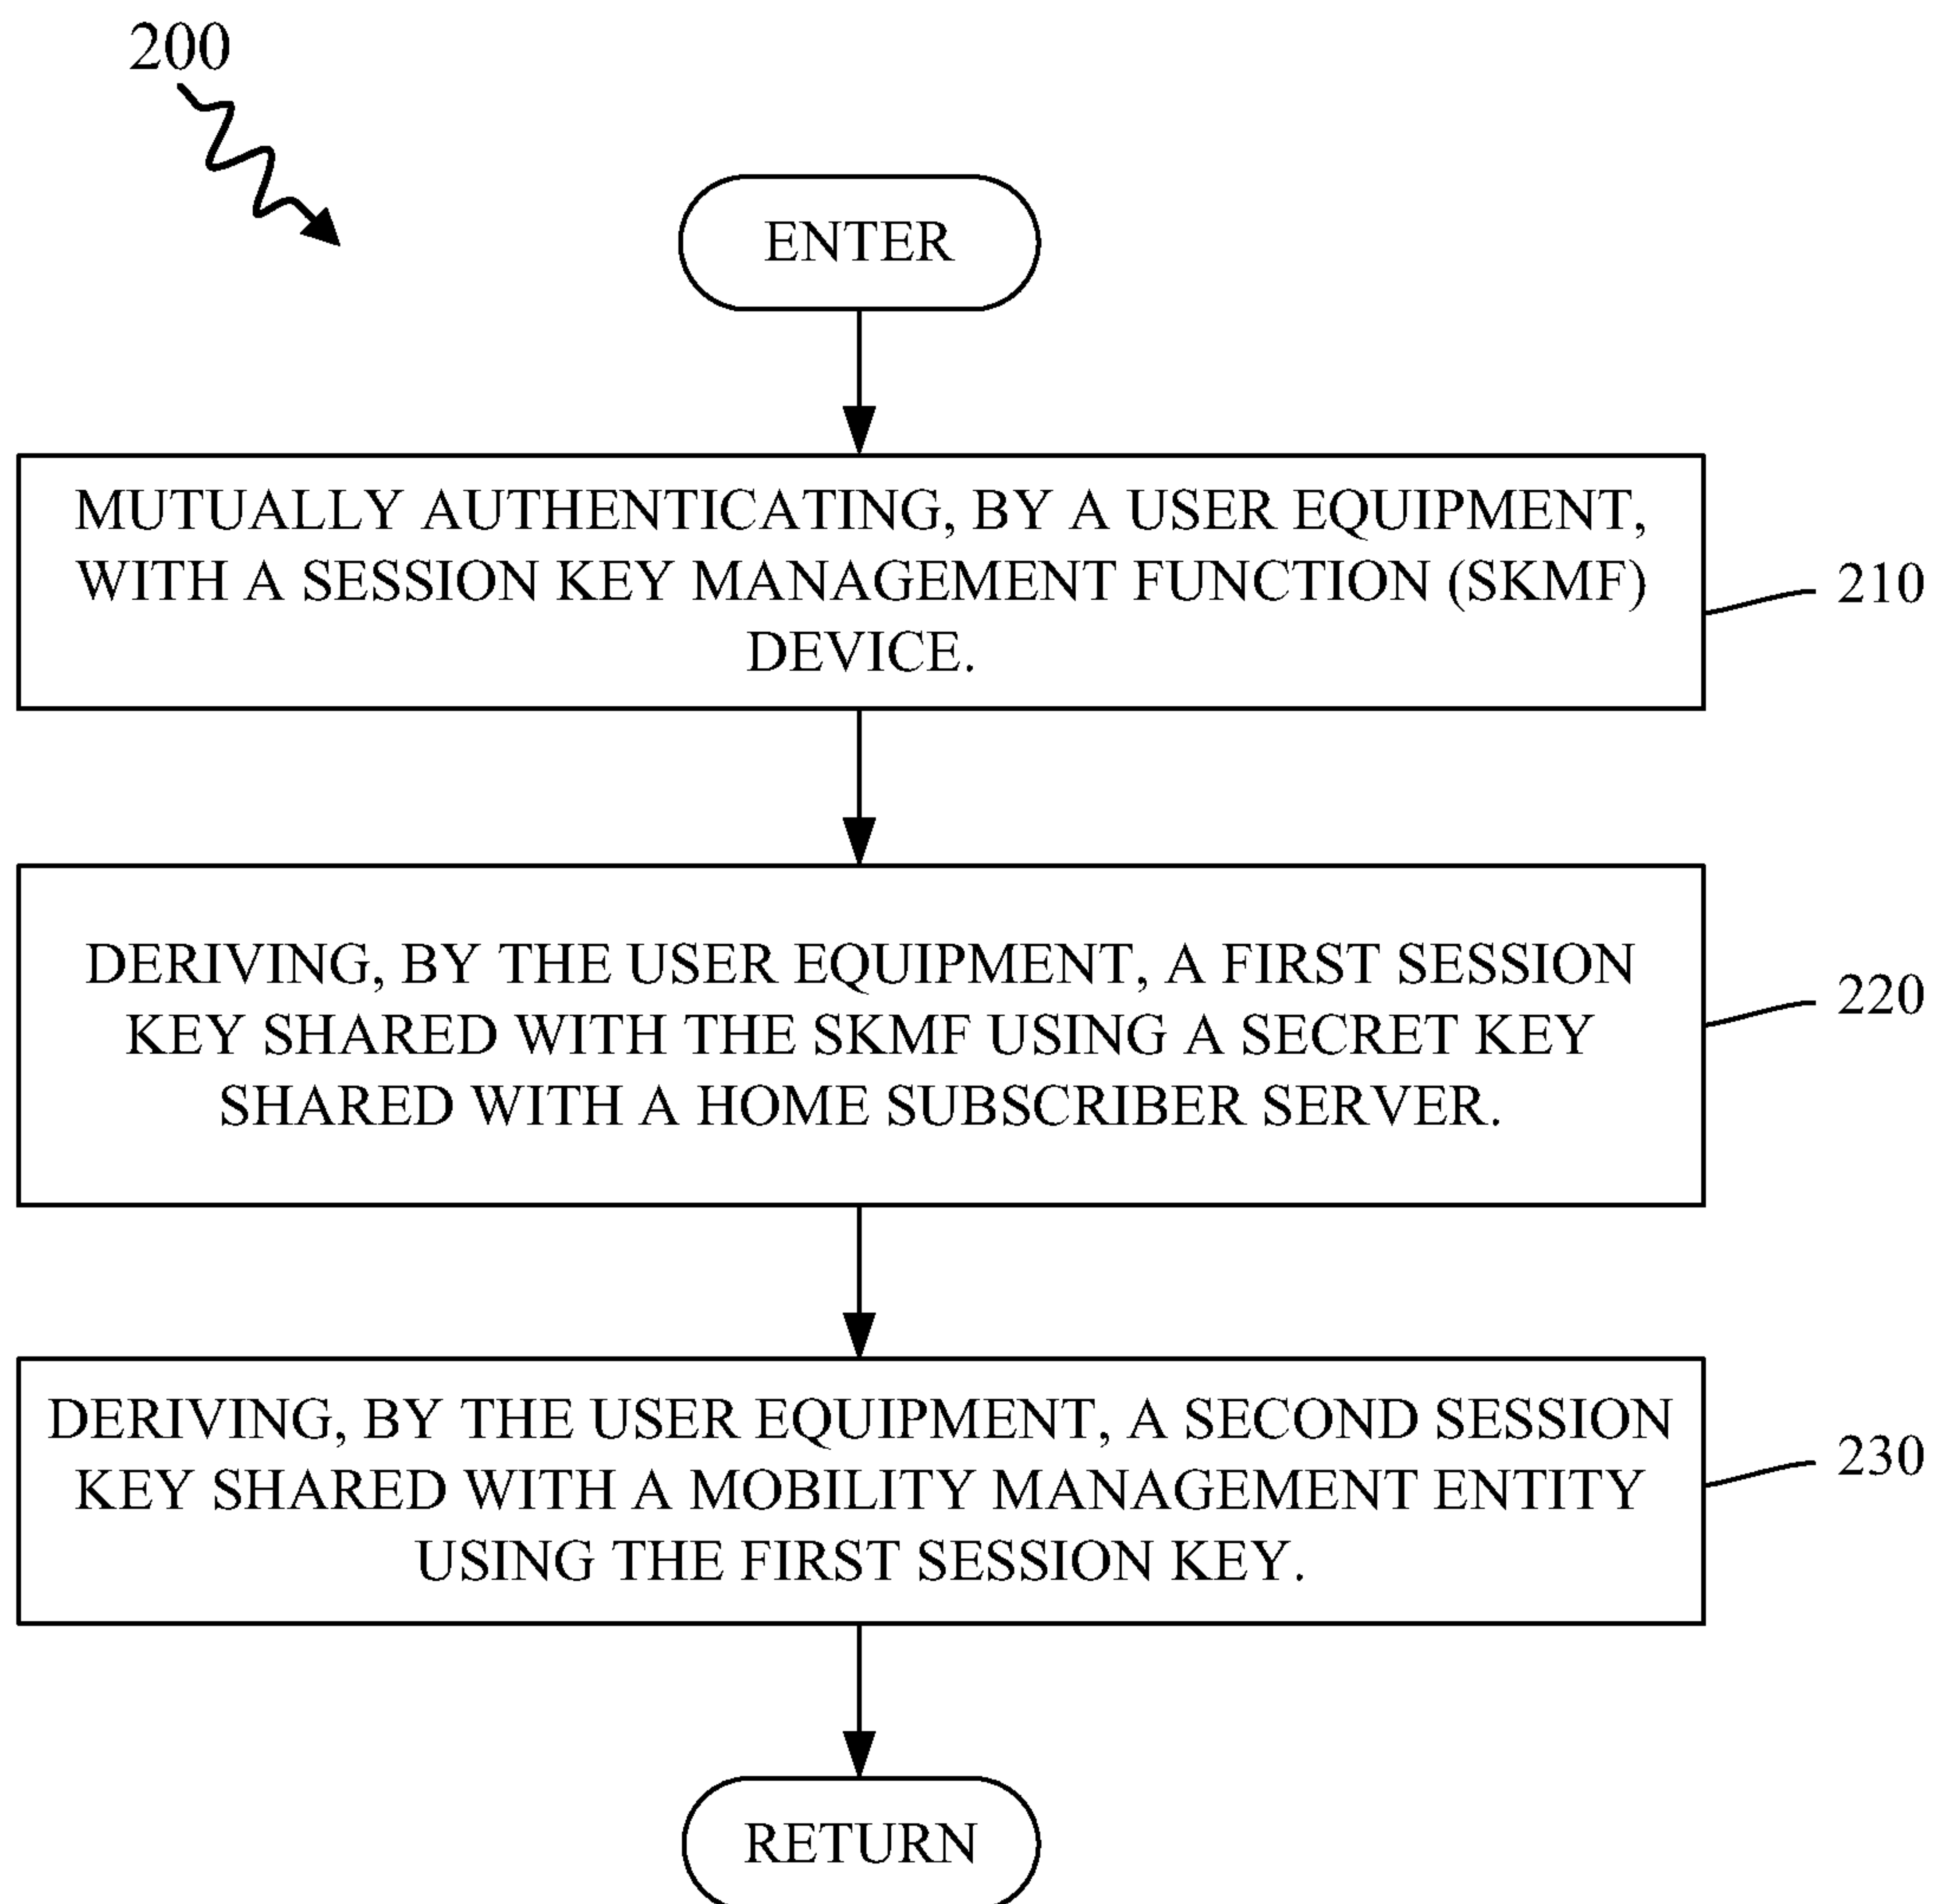 200
ENTER
MUTUALLY AUTHENTICATING, BY A USER EQUIPMENT,
WITH A SESSION KEY MANAGEMENT FUNCTION (SKMF)
DEVICE.
210
DERIVING, BY THE USER EQUIPMENT, A FIRST SESSION
KEY SHARED WITH THE SKMF USING A SECRET KEY
SHARED WITH A HOME SUBSCRIBER SERVER.
220
DERIVING, BY THE USER EQUIPMENT, A SECOND SESSION
KEY SHARED WITH A MOBILITY MANAGEMENT ENTITY
USING THE FIRST SESSION KEY.
230
RETURN